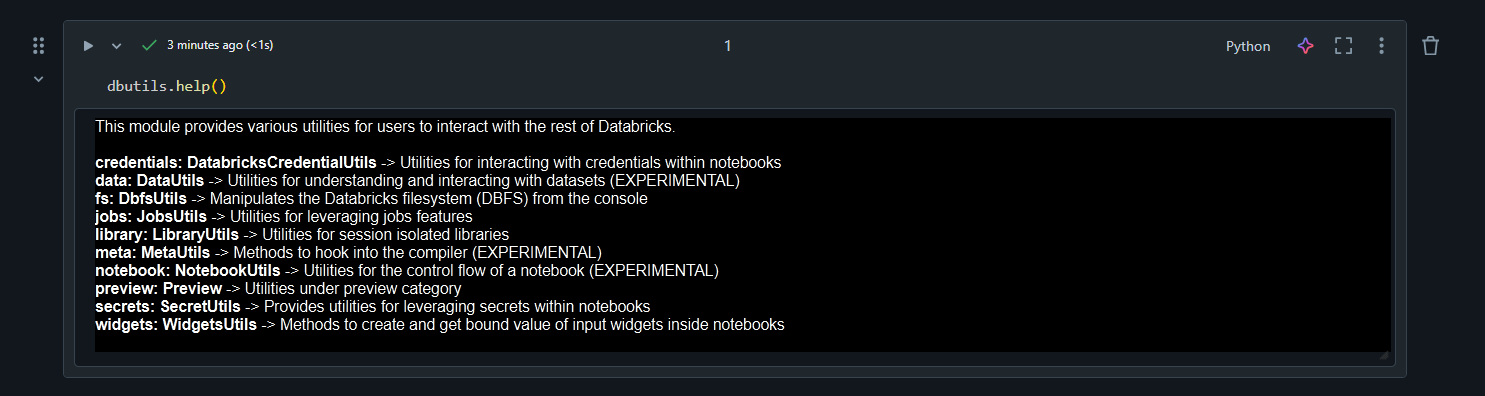 3 minutes ago (<1s)
1
Python
dbutils.help()
This module provides various utilities for users to interact with the rest of Databricks.
credentials: DatabricksCredentialUtils -> Utilities for interacting with credentials within notebooks
data: DataUtils -> Utilities for understanding and interacting with datasets (EXPERIMENTAL)
fs: DbfsUtils -> Manipulates the Databricks filesystem (DBFS) from the console
jobs: JobsUtils -> Utilities for leveraging jobs features
library: LibraryUtils -> Utilities for session isolated libraries
meta: MetaUtils -> Methods to hook into the compiler (EXPERIMENTAL)
notebook: NotebookUtils -> Utilities for the control flow of a notebook (EXPERIMENTAL)
preview: Preview -> Utilities under preview category
secrets: SecretUtils -> Provides utilities for leveraging secrets within notebooks
widgets: WidgetsUtils -> Methods to create and get bound value of input widgets inside notebooks